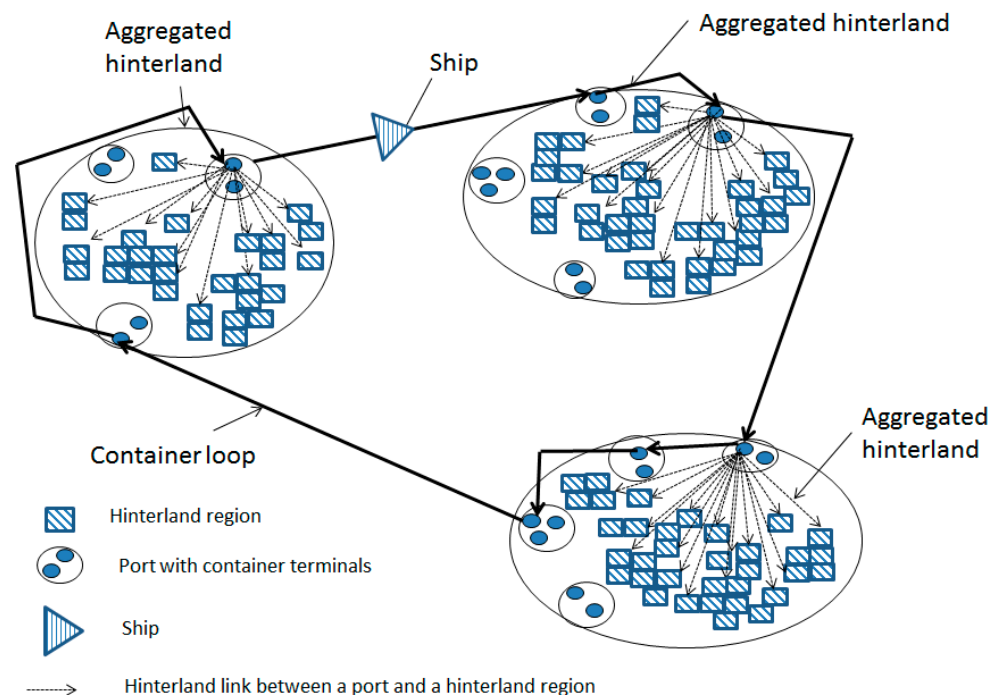 Aggregated
hinterland
Ship
Aggregated hinterland
Container loop
Aggregated
hinterland
Hinterland region
Port with container terminals
Ship
Hinterland link between a port and a hinterland region